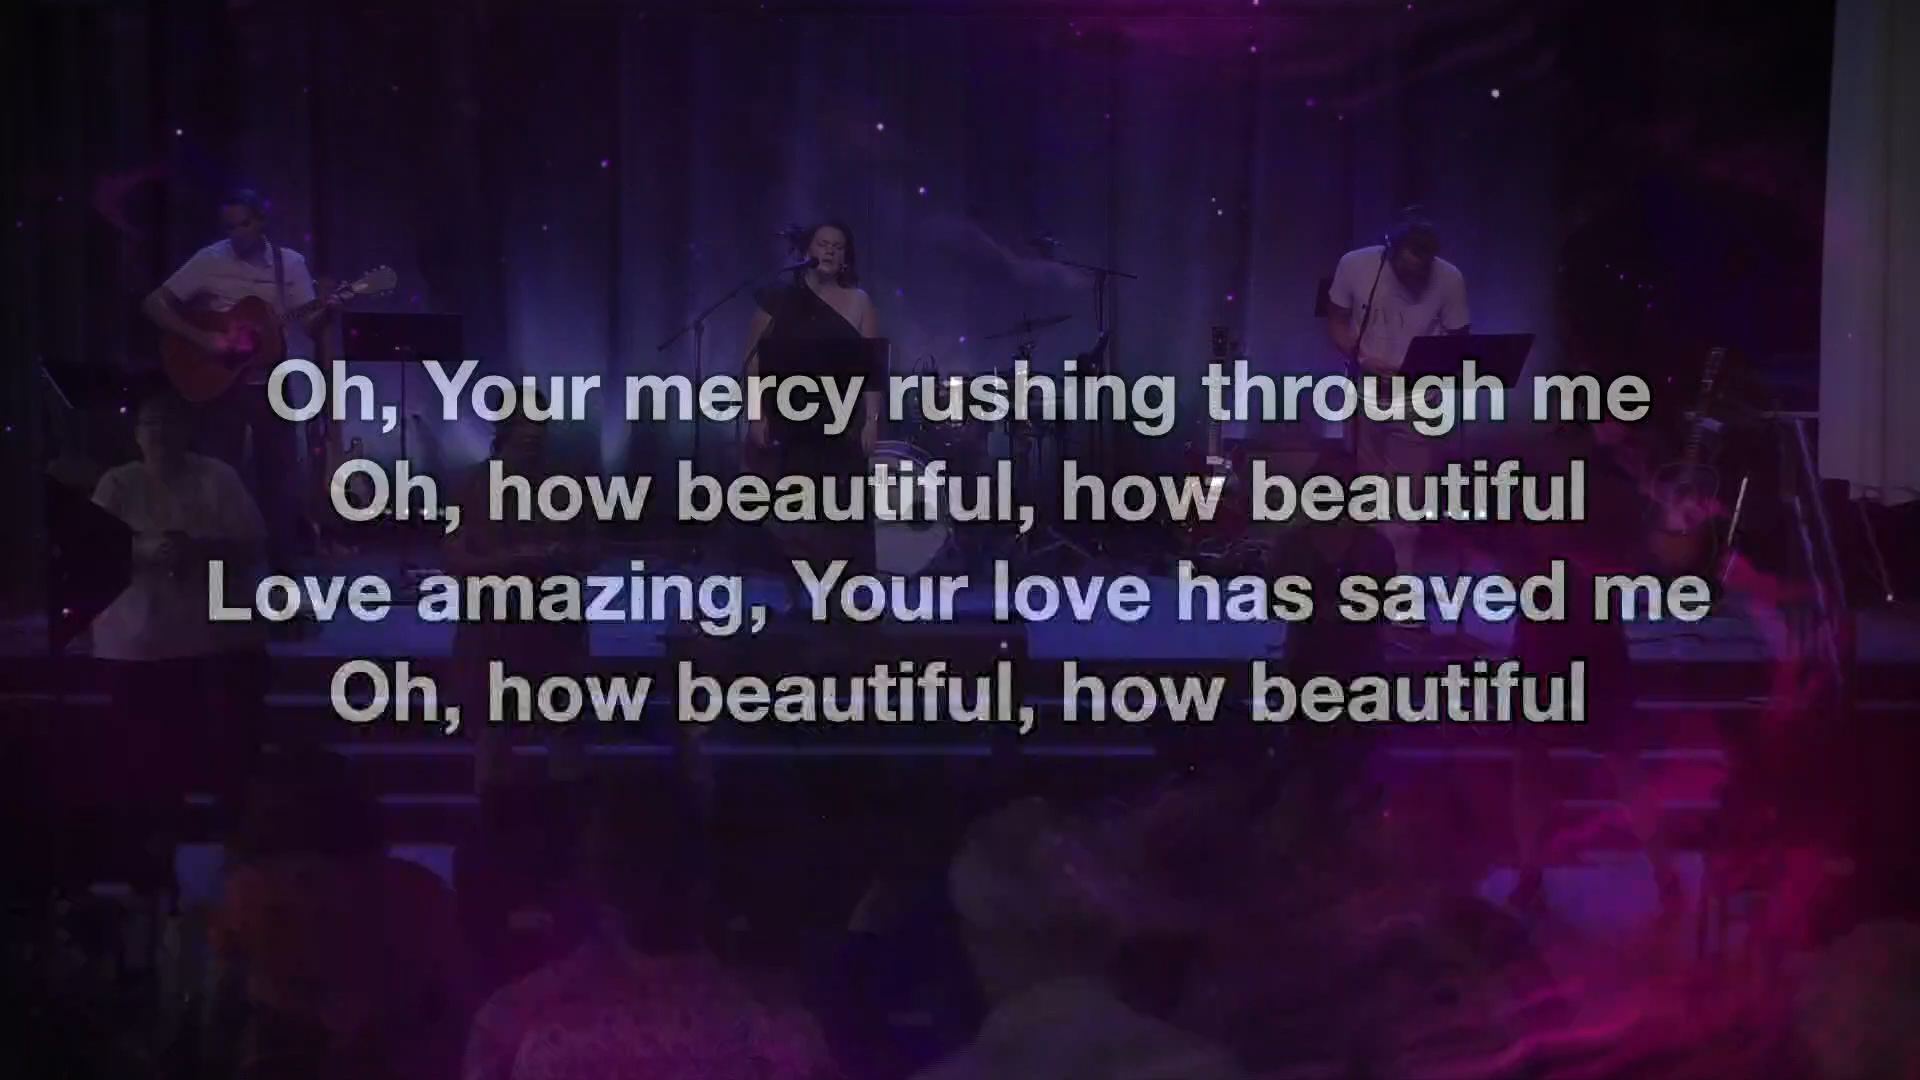 Oh, Your mercy rushing through me
Oh, how beautiful, how beautiful
Love amazing, Your love has saved me
Oh, how beautiful, how beautiful